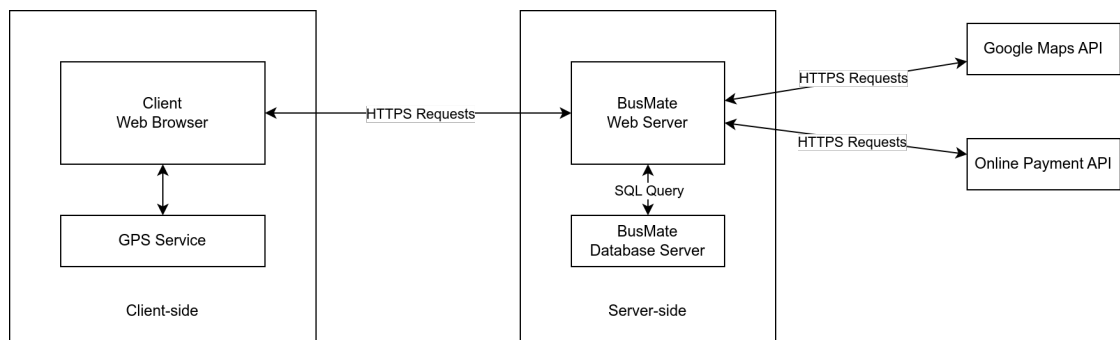 Client
Web Browser
GPS Service
Client-side
HTTPS Requests
BusMate
Web Server
SQL Query
BusMate
Database Server
Server-side
HTTPS Requests
HTTPS Requests
Google Maps API
Online Payment API